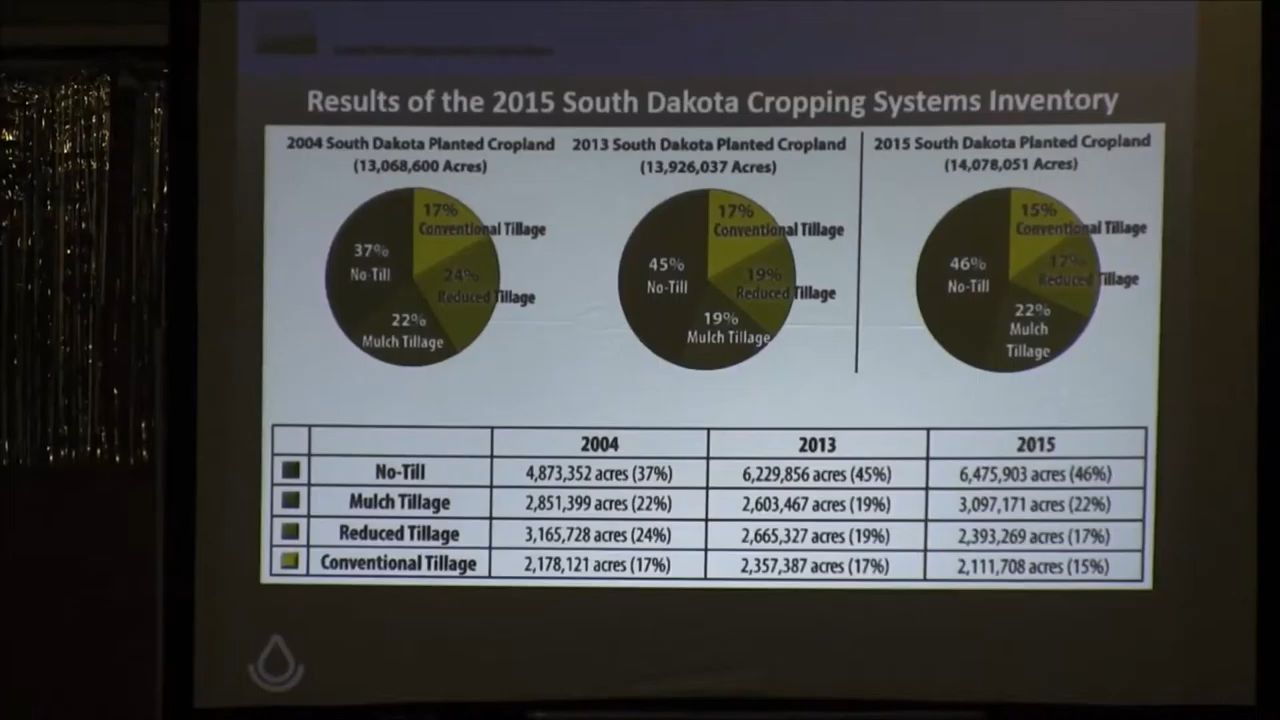 Results of the 2015 South Dakota Cropping Systems Inventory
2004 South Dakota Planted Cropland
(13,068,600 Acres)
17%
Conventional Tillage
37%
No-Till
24%
Reduced Tillage
22%
Mulch Tillage
2013 South Dakota Planted Cropland
(13,926,037 Acres)
17%
Conventional Tillage
45%
No-Till
19%
Reduced Tillage
19%
Mulch Tillage
2015 South Dakota Planted Cropland
(14,078,051 Acres)
15%
Conventional Tillage
46%
No-Till
17%
Reduced Tillage
22%
Mulch
Tillage
2004 2013 2015
No-Till 4,873,352 acres (37%) 6,229,856 acres (45%) 6,475,903 acres (46%)
Mulch Tillage 2,851,399 acres (22%) 2,603,467 acres (19%) 3,097,171 acres (22%)
Reduced Tillage 3,165,728 acres (24%) 2,665,327 acres (19%) 2,393,269 acres (17%)
Conventional Tillage 2,178,121 acres (17%) 2,357,387 acres (17%) 2,111,708 acres (15%)